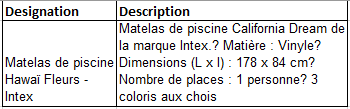 Designation Description
Matelas de piscine California Dream de
la marque Intex.? Matière : Vinyle?
Matelas de piscine Dimensions (L x l) : 178 x 84 cm?
Hawaï Fleurs - Nombre de places : 1 personne? 3
Intex coloris aux chois